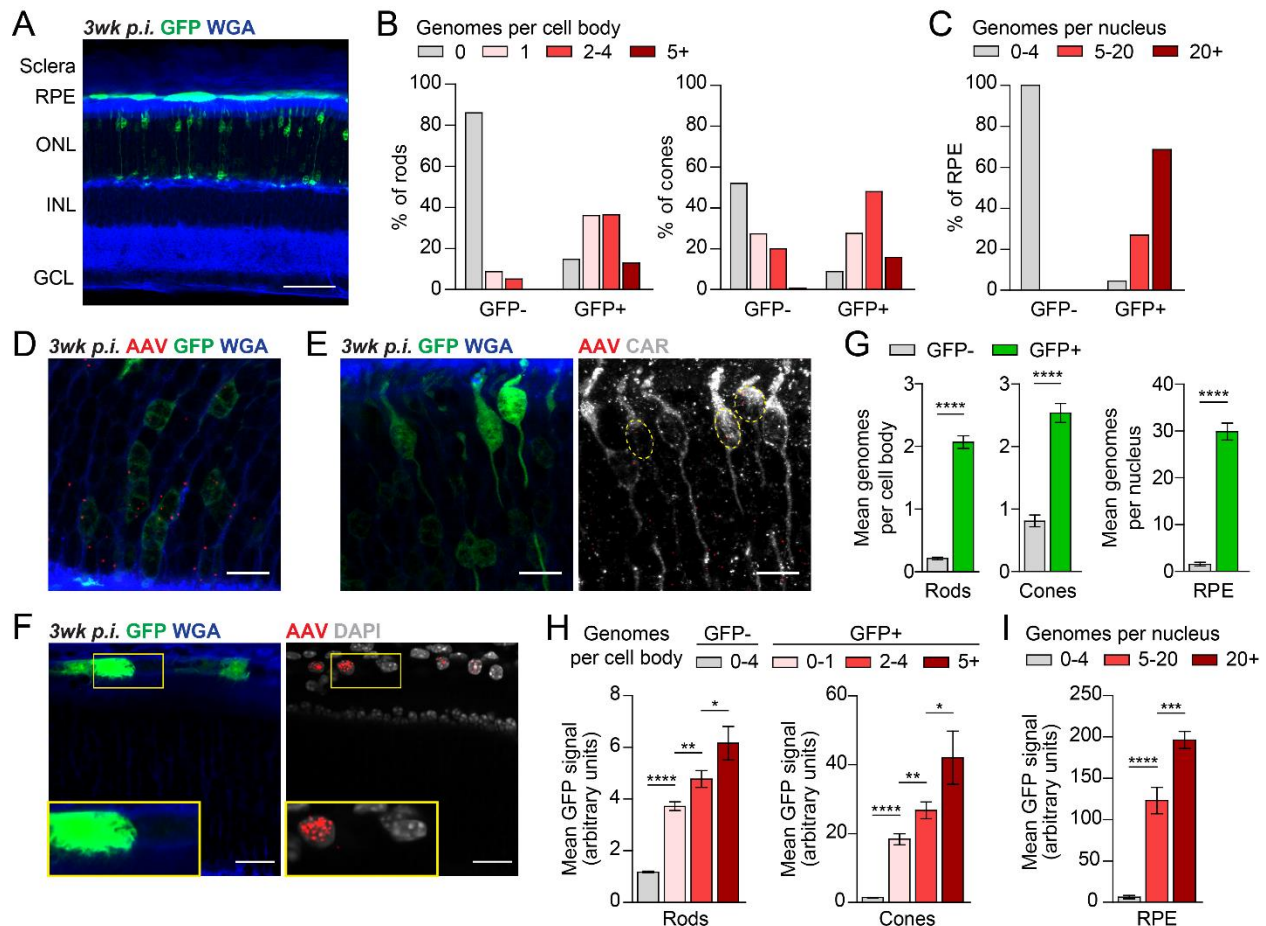 A
3wk p.i. GFP WGA
Sclera
RPE
ONL
INL
GCL
B
Genomes per cell body
0 1 2-4 5+
% of rods
100
80
60
40
20
0
GFP- GFP+
% of cones
100
80
60
40
20
0
GFP- GFP+
C
Genomes per nucleus
0-4 5-20 20+
% of RPE
100
80
60
40
20
0
GFP- GFP+
D
3wk p.i. AAV GFP WGA
E
3wk p.i. GFP WGA
AAV CAR
G
GFP- GFP+
Mean genomes
per cell body
3
2
1
0
****
Rods
3
2
1
0
****
Cones
Mean genomes
per nucleus
40
30
20
10
0
****
RPE
F
3wk p.i. GFP WGA
AAV DAPI
H
Genomes
per cell body
GFP-
0-4
GFP+
0-1 2-4 5+
Mean GFP signal
(arbitrary units)
8
6
4
2
0
****
**
*
Rods
Mean GFP signal
(arbitrary units)
60
40
20
0
****
**
*
Cones
I
Genomes per nucleus
0-4 5-20 20+
Mean GFP signal
(arbitrary units)
250
200
150
100
50
0
****
***
RPE